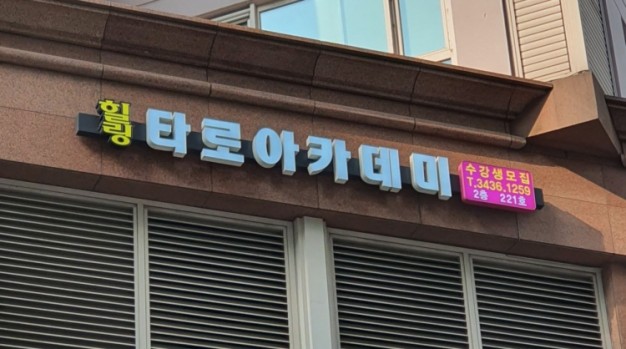 힐링 타로아카데미
수강생모집
T.3436.1259
2층 221호